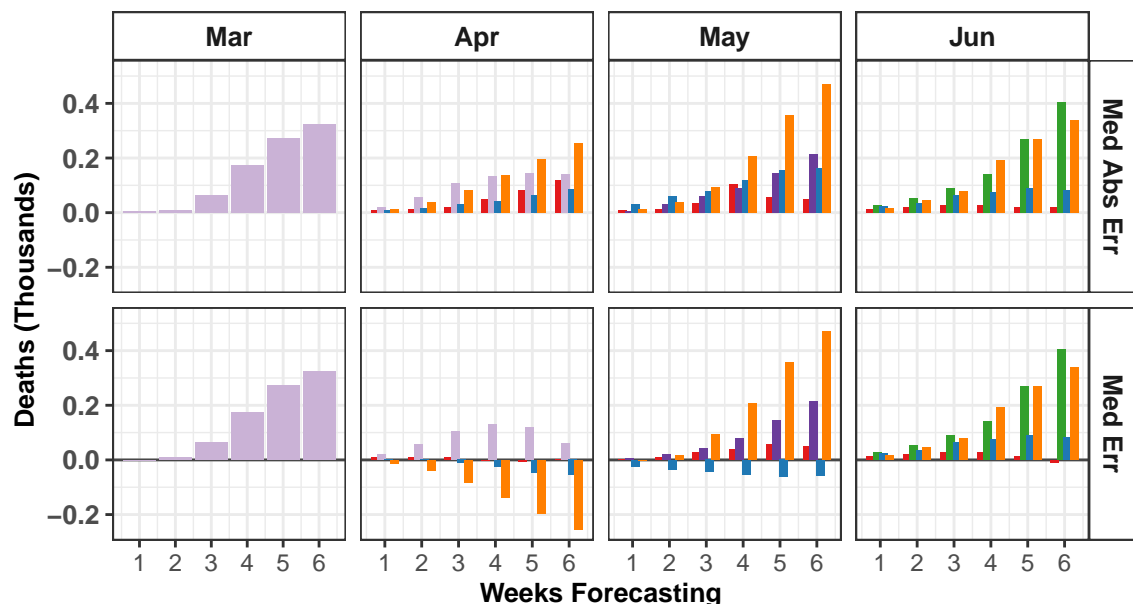 Mar Apr May Jun
Deaths (Thousands)
0.4
0.2
0.0
−0.2
Med Abs Err
0.4
0.2
0.0
−0.2
Med Err
1 2 3 4 5 6 1 2 3 4 5 6 1 2 3 4 5 6 1 2 3 4 5 6
Weeks Forecasting